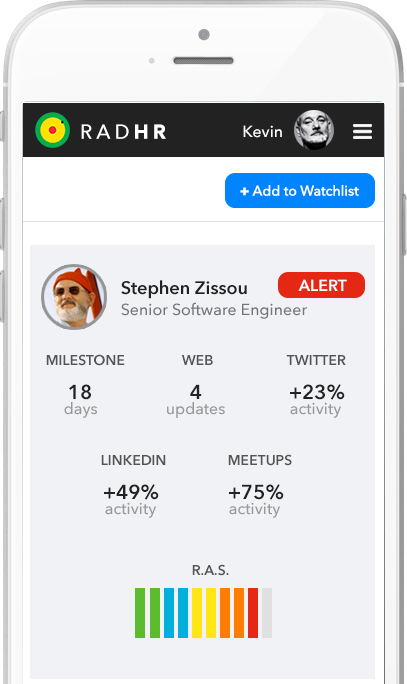 RADHR
Kevin
+ Add to Watchlist
Stephen Zissou
ALERT
Senior Software Engineer
MILESTONE WEB TWITTER
18 4 +23%
days updates activity
LINKEDIN MEETUPS
+49% +75%
activity activity
R.A.S.